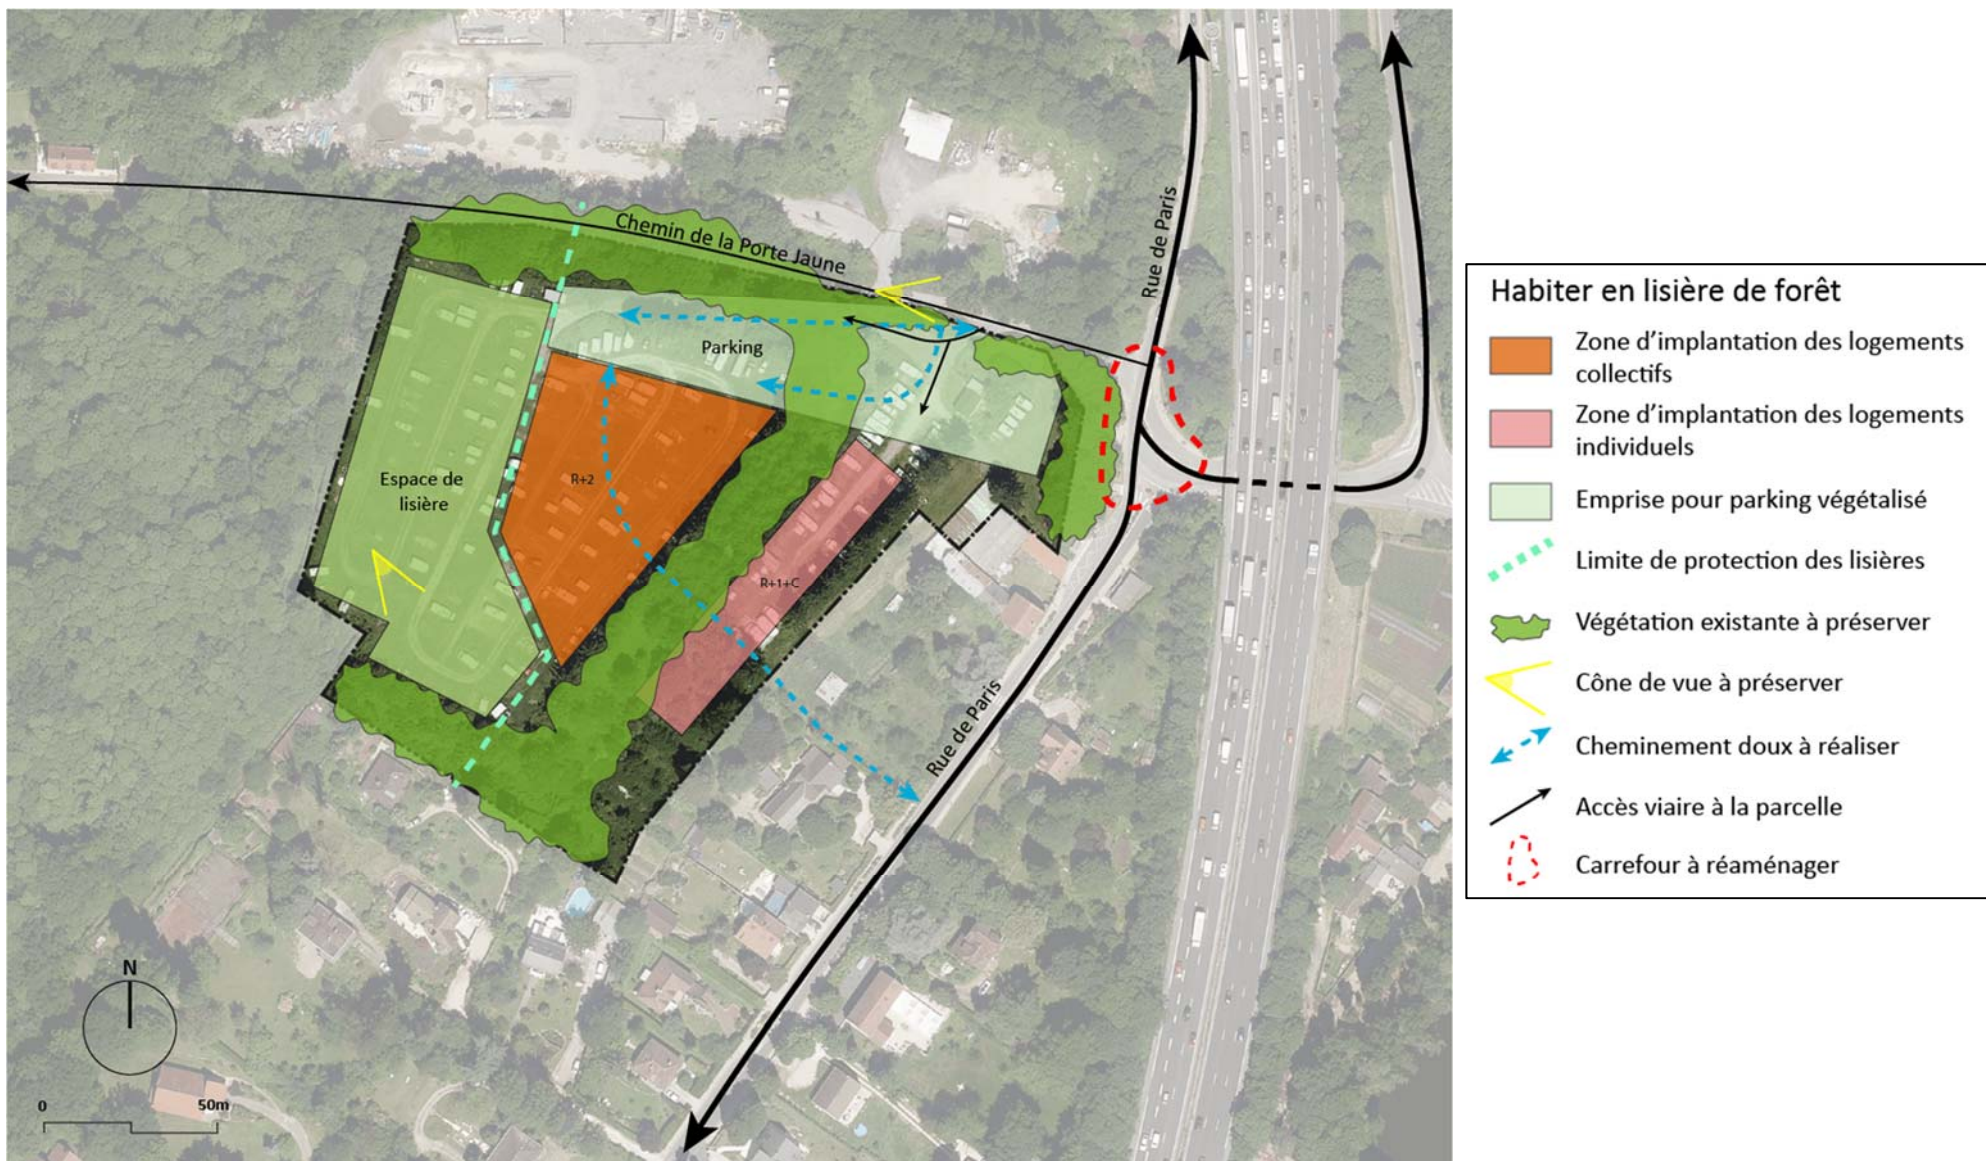 Chemin de la Porte Jaune
Rue de Paris
Parking
Espace de
lisière
R+2
R+1+C
Rue de Paris
N
0
50m
Habiter en lisière de forêt
Zone d'implantation des logements
collectifs
Zone d'implantation des logements
individuels
Emprise pour parking végétalisé
Limite de protection des lisières
Végétation existante à préserver
Cône de vue à préserver
Cheminement doux à réaliser
Accès viaire à la parcelle
Carrefour à réaménager